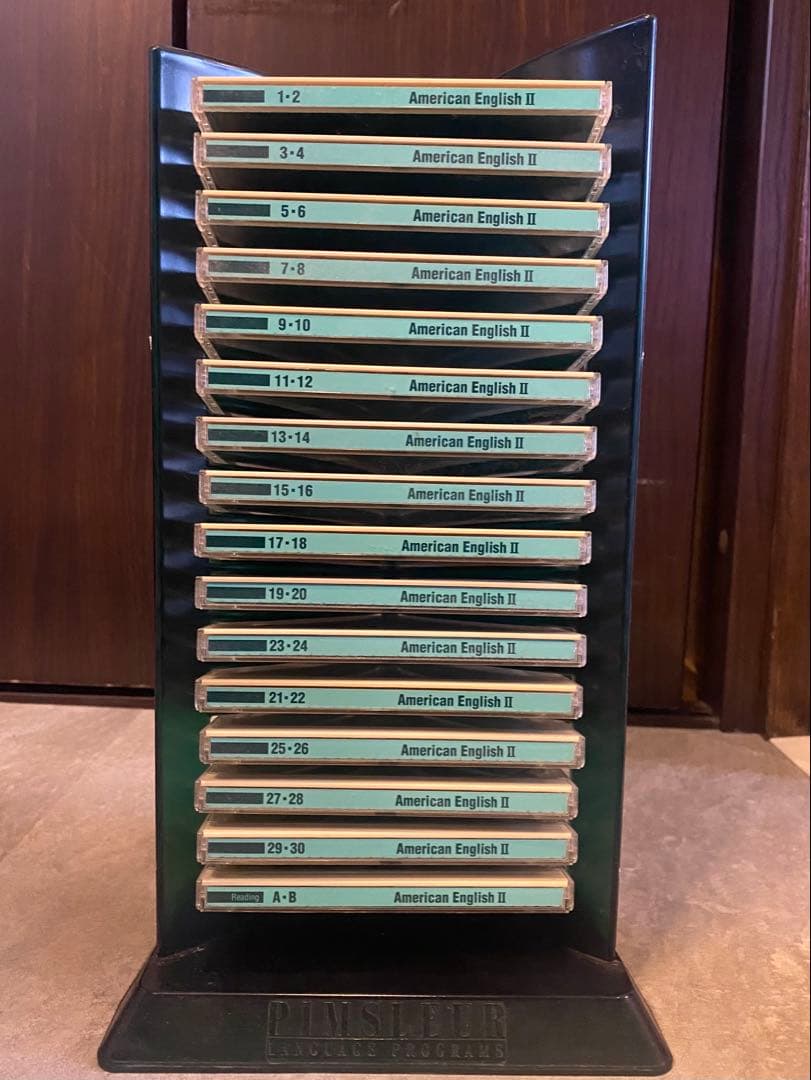 1•2 American English II
3•4 American English II
5•6 American English II
7•8 American English II
9•10 American English II
11•12 American English II
13•14 American English II
15•16 American English II
17•18 American English II
19•20 American English II
23•24 American English II
21•22 American English II
25•26 American English II
27•28 American English II
29•30 American English II
Reading A•B American English II
PIMSLEUR
LANGUAGE PROGRAMS